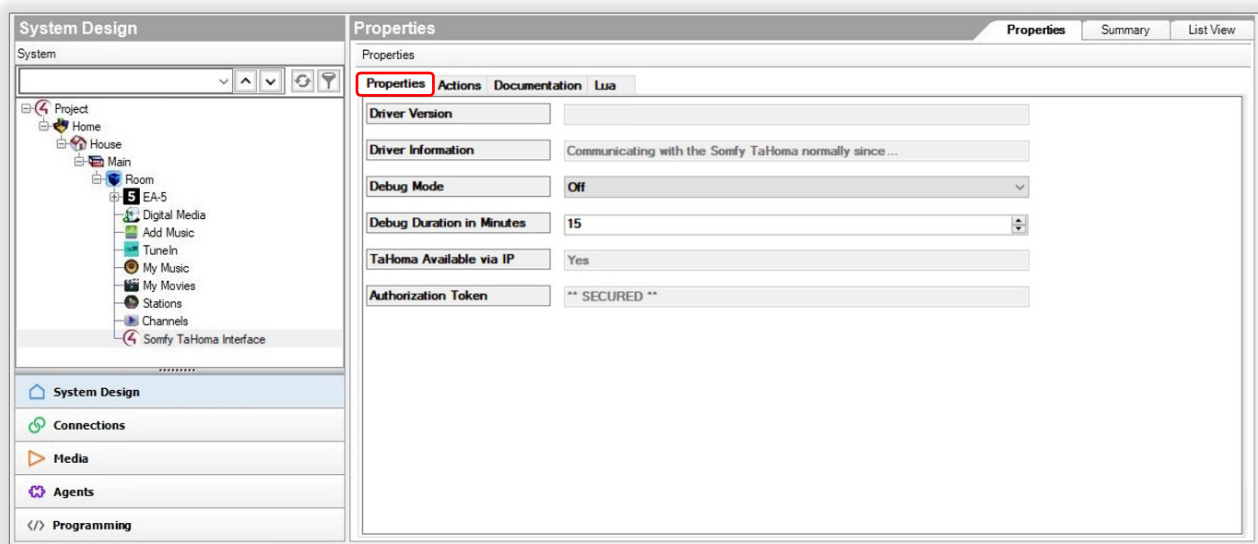 System Design
System
Project
Home
House
Main
Room
5 EA-5
Digital Media
Add Music
TuneIn
My Music
My Movies
Stations
Channels
Somfy TaHoma Interface
System Design
Connections
Media
Agents
</> Programming
Properties Properties Summary List View
Properties
Properties Actions Documentation Lua
Driver Version
Driver Information Communicating with the Somfy TaHoma normally since ...
Debug Mode Off
Debug Duration in Minutes 15
TaHoma Available via IP Yes
Authorization Token ** SECURED **